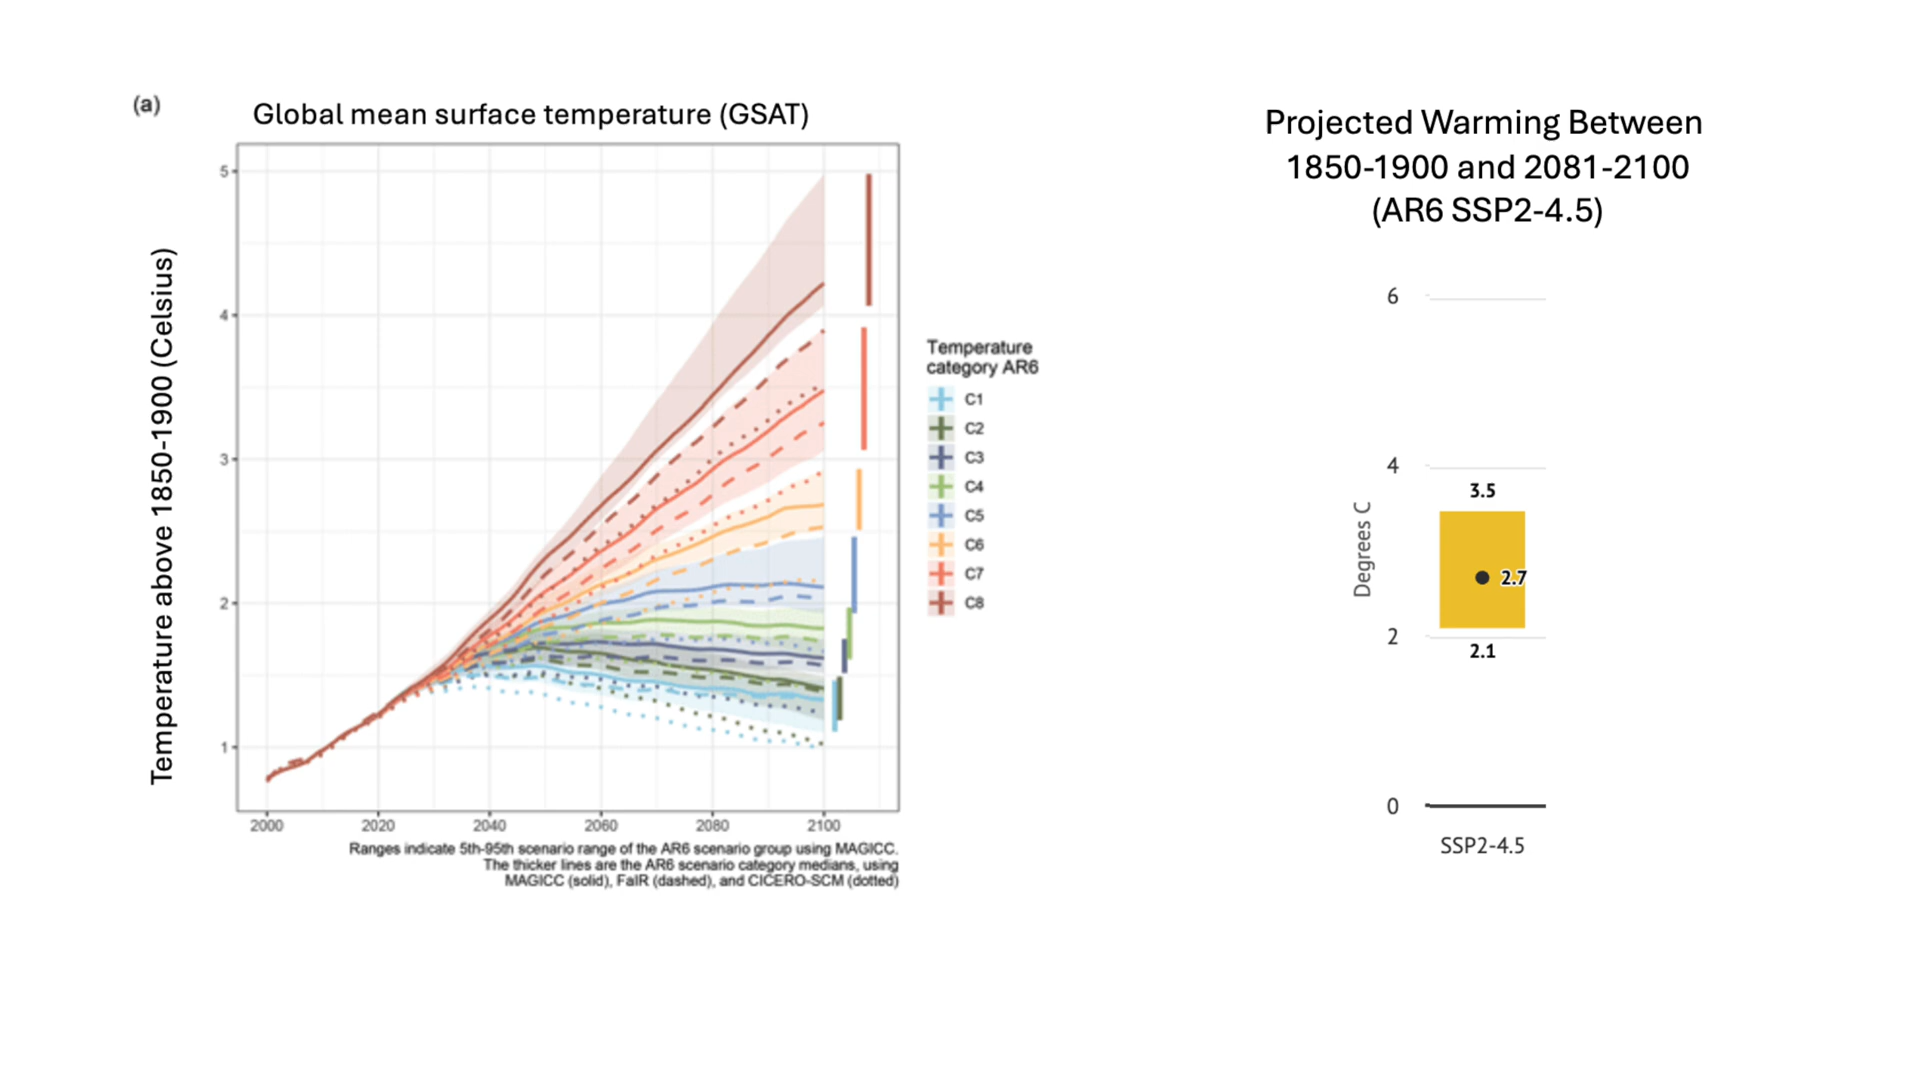 (a)
Global mean surface temperature (GSAT)
Temperature above 1850-1900 (Celsius)
5
4
3
2
1
2000
2020
2040
2060
2080
2100
Ranges indicate 5th-95th scenario range of the AR6 scenario group using MAGICC.
The thicker lines are the AR6 scenario category medians, using
MAGICC (solid), FaIR (dashed), and CICERO-SCM (dotted)
Temperature
category AR6
C1
C2
C3
C4
C5
C6
C7
C8
Projected Warming Between
1850-1900 and 2081-2100
(AR6 SSP2-4.5)
Degrees C
6
4
2
0
3.5
2.7
2.1
SSP2-4.5